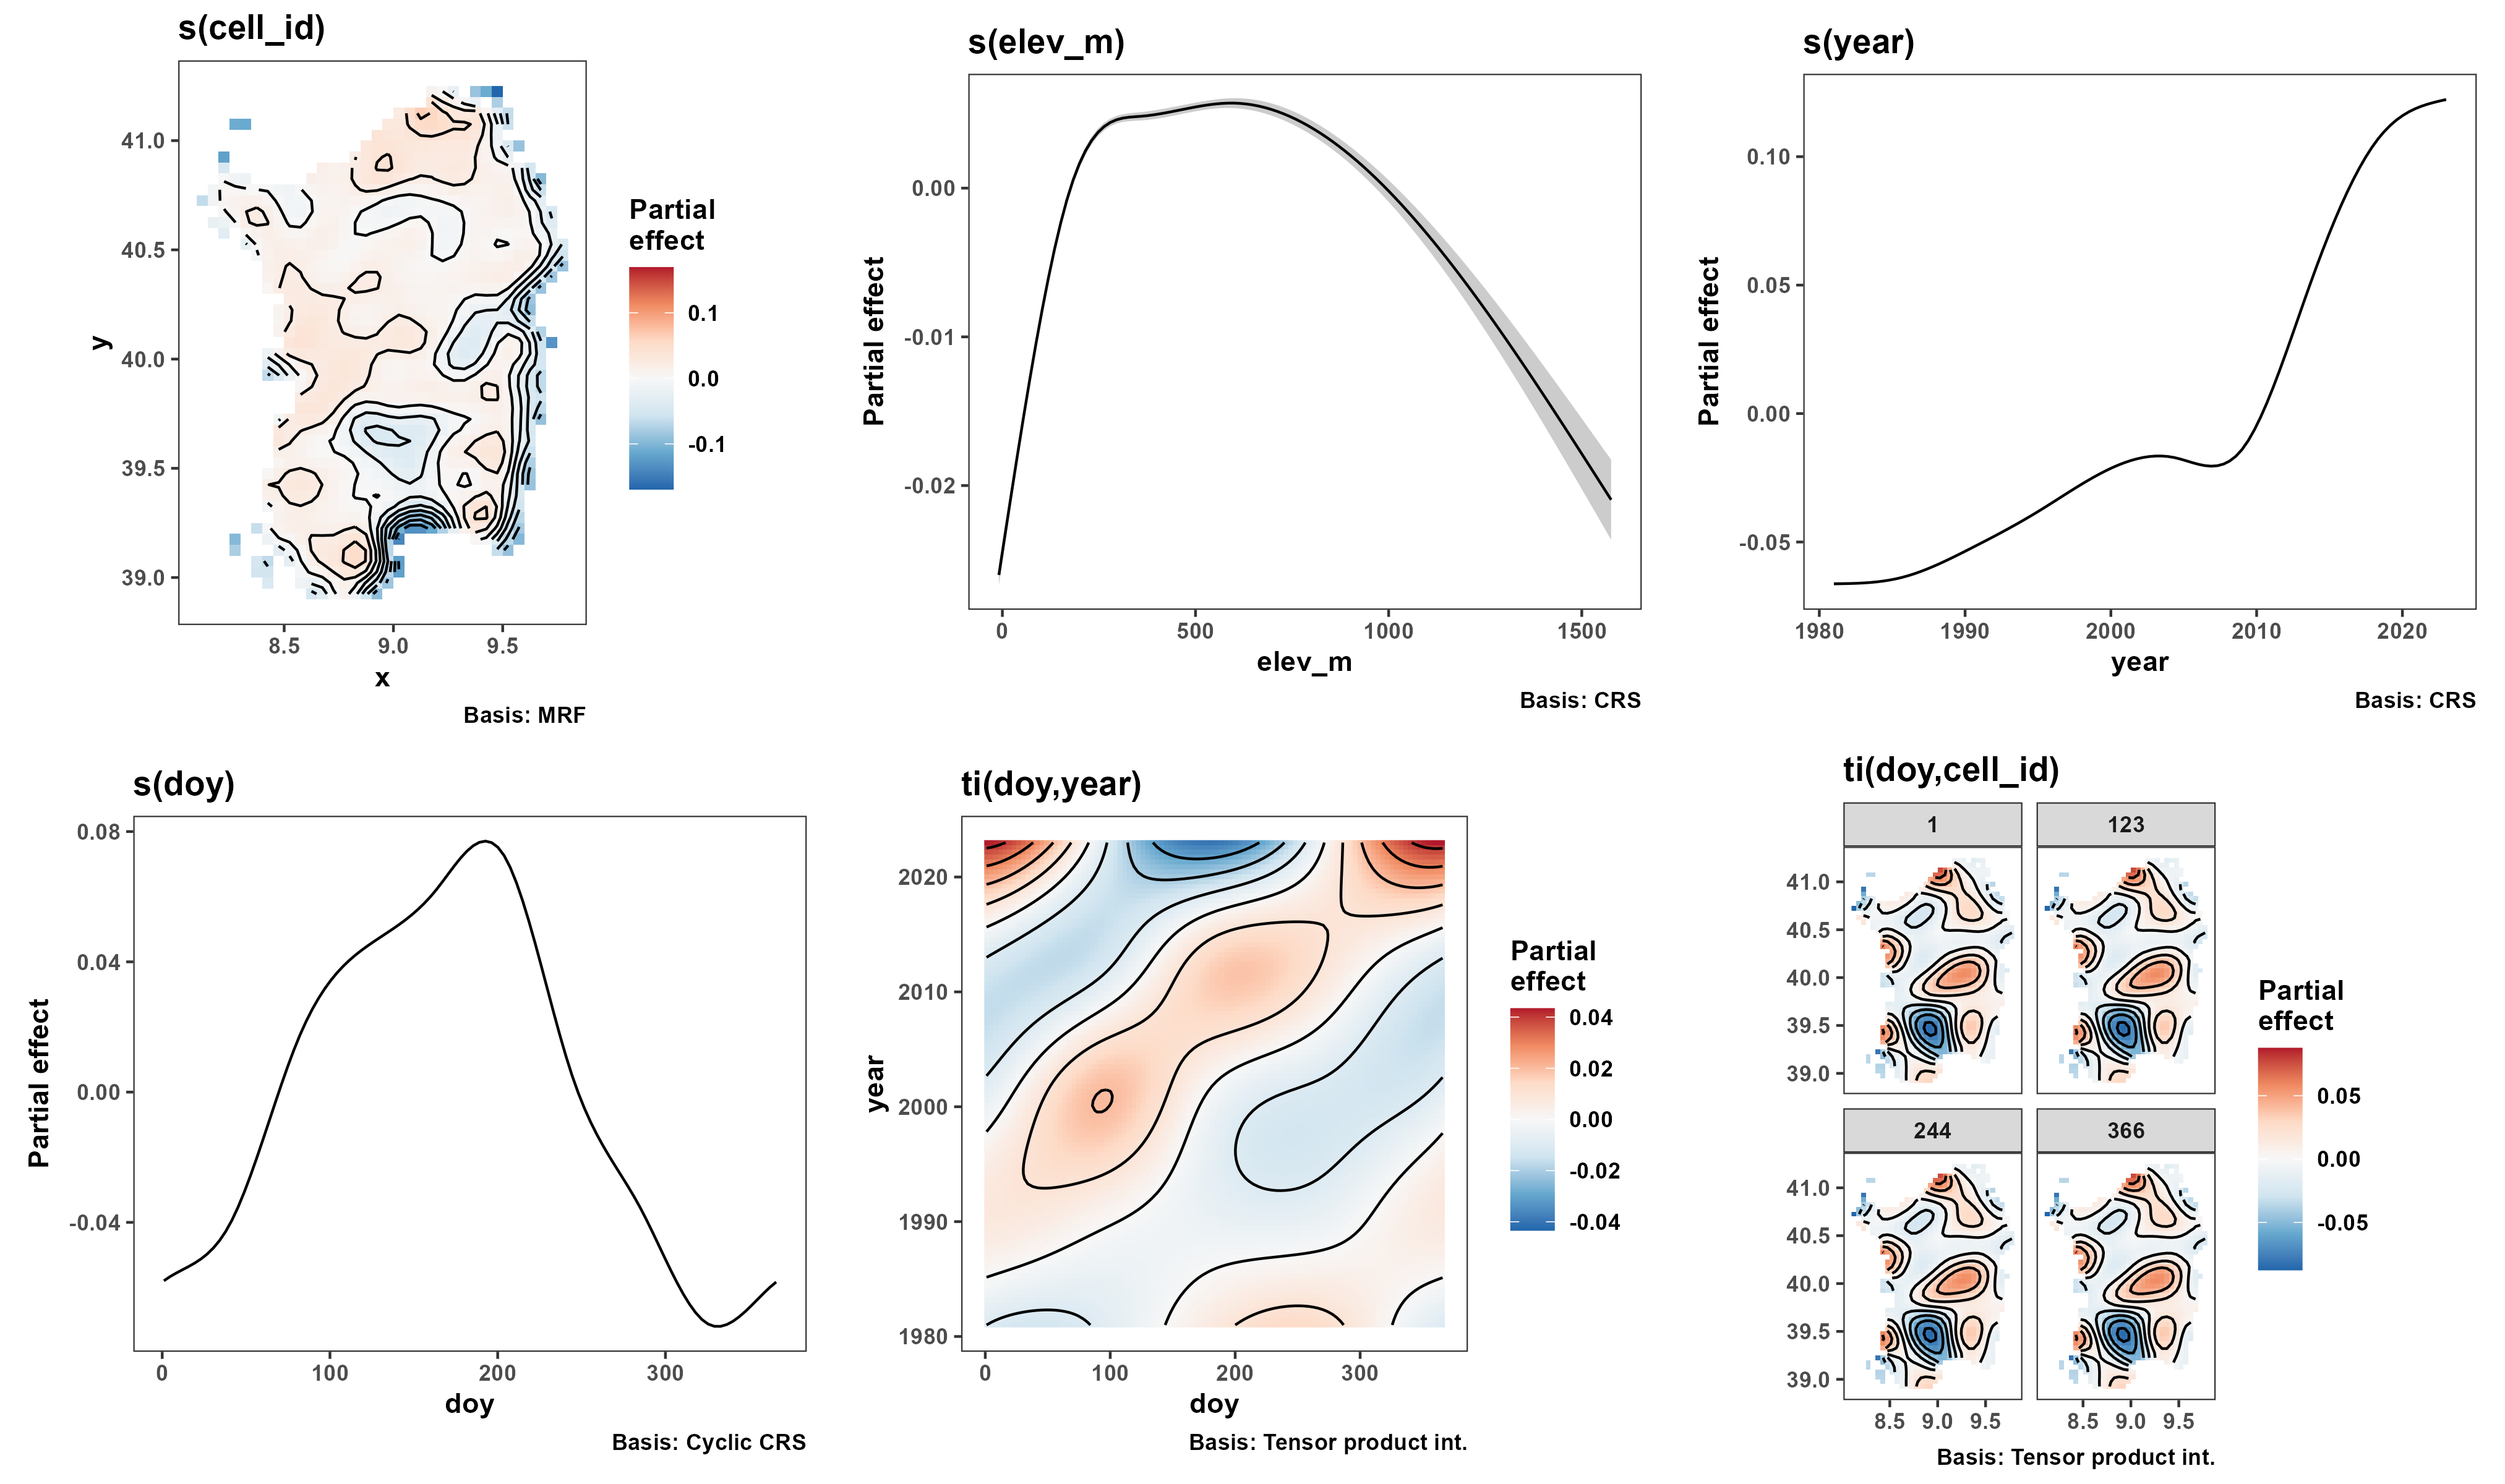 s(cell_id)
41.0
40.5
40.0
39.5
39.0
y
8.5 9.0 9.5
x
Partial
effect
0.1
0.0
-0.1
Basis: MRF
s(elev_m)
0.00
-0.01
-0.02
Partial effect
0 500 1000 1500
elev_m
Basis: CRS
s(year)
0.10
0.05
0.00
-0.05
Partial effect
1980 1990 2000 2010 2020
year
Basis: CRS
s(doy)
0.08
0.04
0.00
-0.04
Partial effect
0 100 200 300
doy
Basis: Cyclic CRS
ti(doy,year)
2020
2010
2000
1990
1980
year
0 100 200 300
doy
Partial
effect
0.04
0.02
0.00
-0.02
-0.04
Basis: Tensor product int.
ti(doy,cell_id)
1 123
41.0
40.5
40.0
39.5
39.0
244 366
41.0
40.5
40.0
39.5
39.0
8.5 9.0 9.5 8.5 9.0 9.5
Partial
effect
0.05
0.00
-0.05
Basis: Tensor product int.